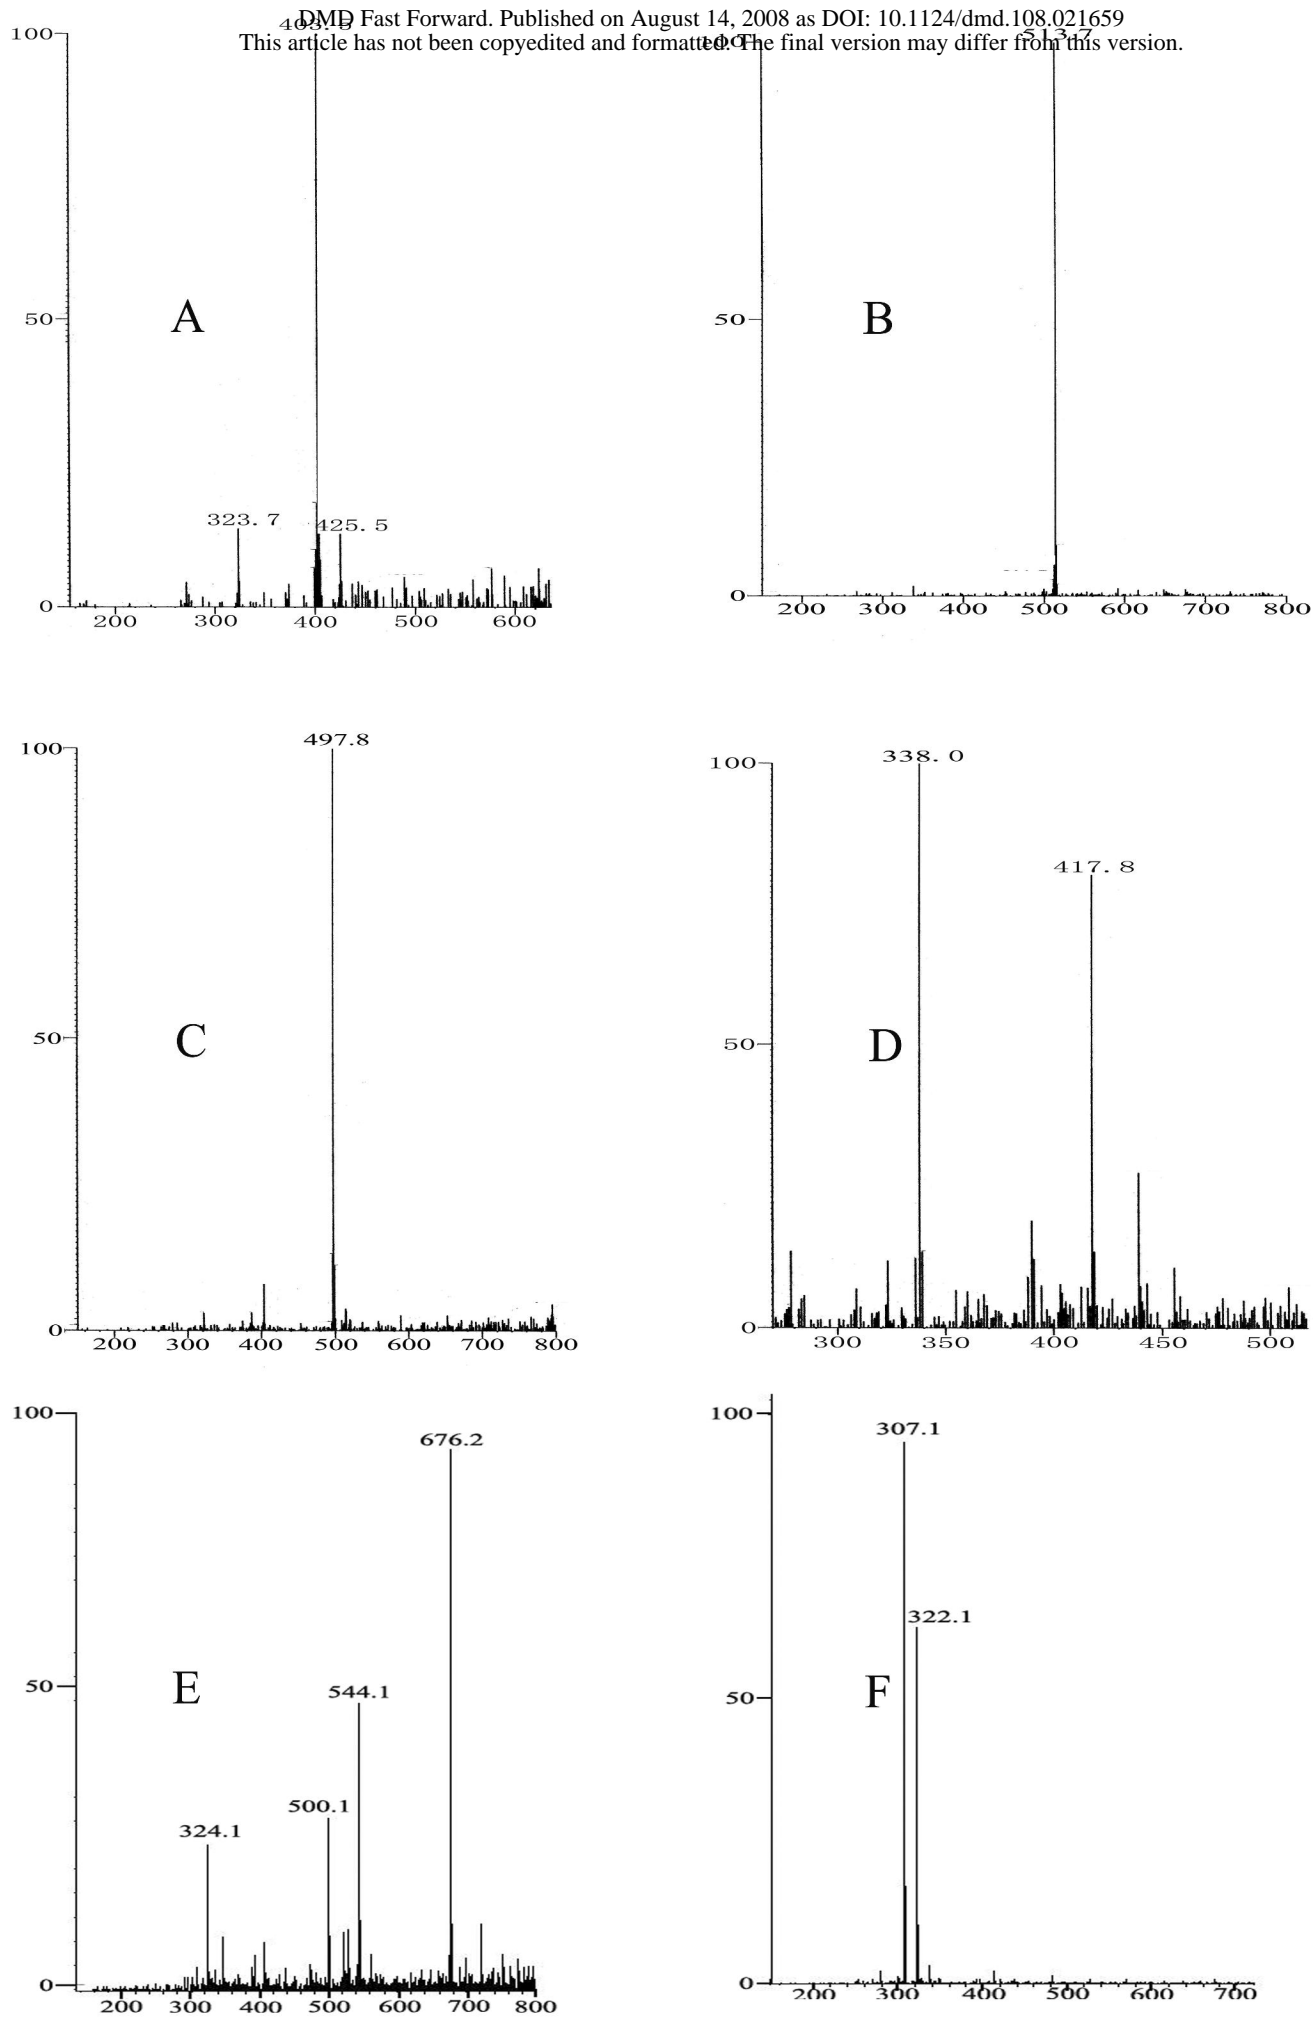 DMD Fast Forward. Published on August 14, 2008 as DOI: 10.1124/dmd.108.021659
This article has not been copyedited and formatted. The final version may differ from this version.
100
50
0
A
323. 7
425. 5
200 300 400 500 600
513.7
50
0
B
200 300 400 500 600 700 800
100
50
0
C
497.8
200 300 400 500 600 700 800
100
50
0
D
338. 0
417. 8
300 350 400 450 500
100
50
0
E
676.2
544.1
500.1
324.1
200 300 400 500 600 700 800
100
50
0
F
307.1
322.1
200 300 400 500 600 700